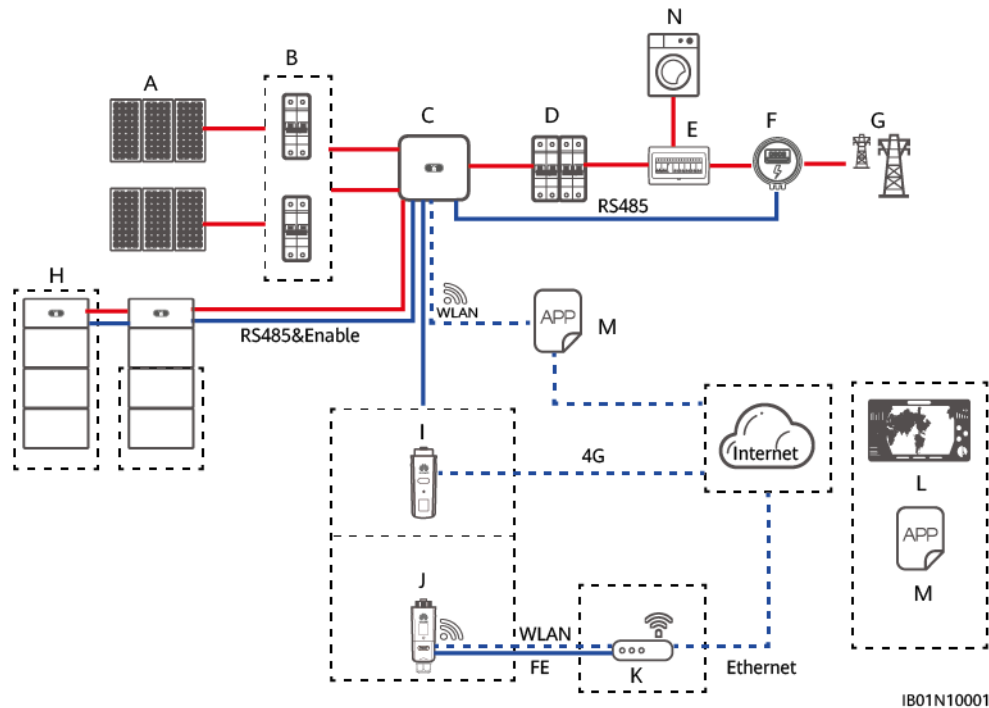 N
B
A
C
D
E
F
G
RS485
H
WLAN
APP
M
RS485&Enable
I
4G
Internet
L
APP
M
J
WLAN
FE
K
Ethernet
IB01N10001